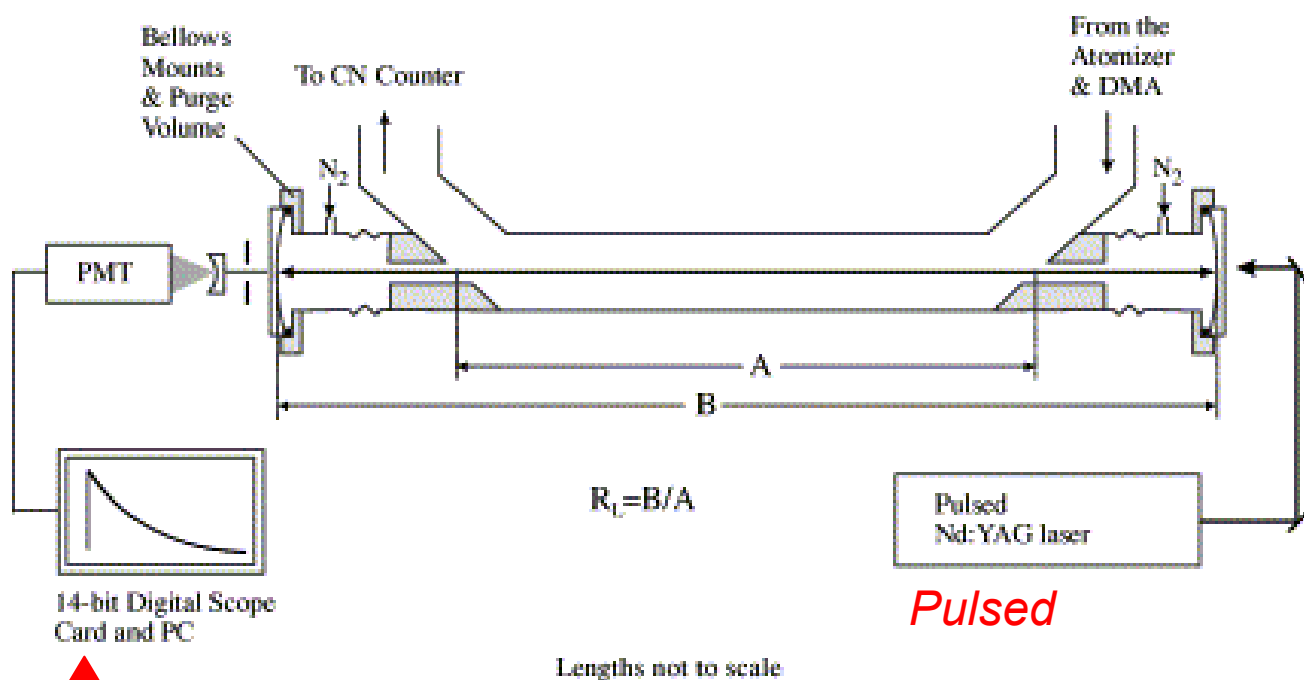 Bellows
Mounts
& Purge
Volume
To CN Counter
From the
Atomizer
& DMA
N2
N2
PMT
A
B
RL=B/A
Pulsed
Nd:YAG laser
Pulsed
14-bit Digital Scope
Card and PC
Lengths not to scale